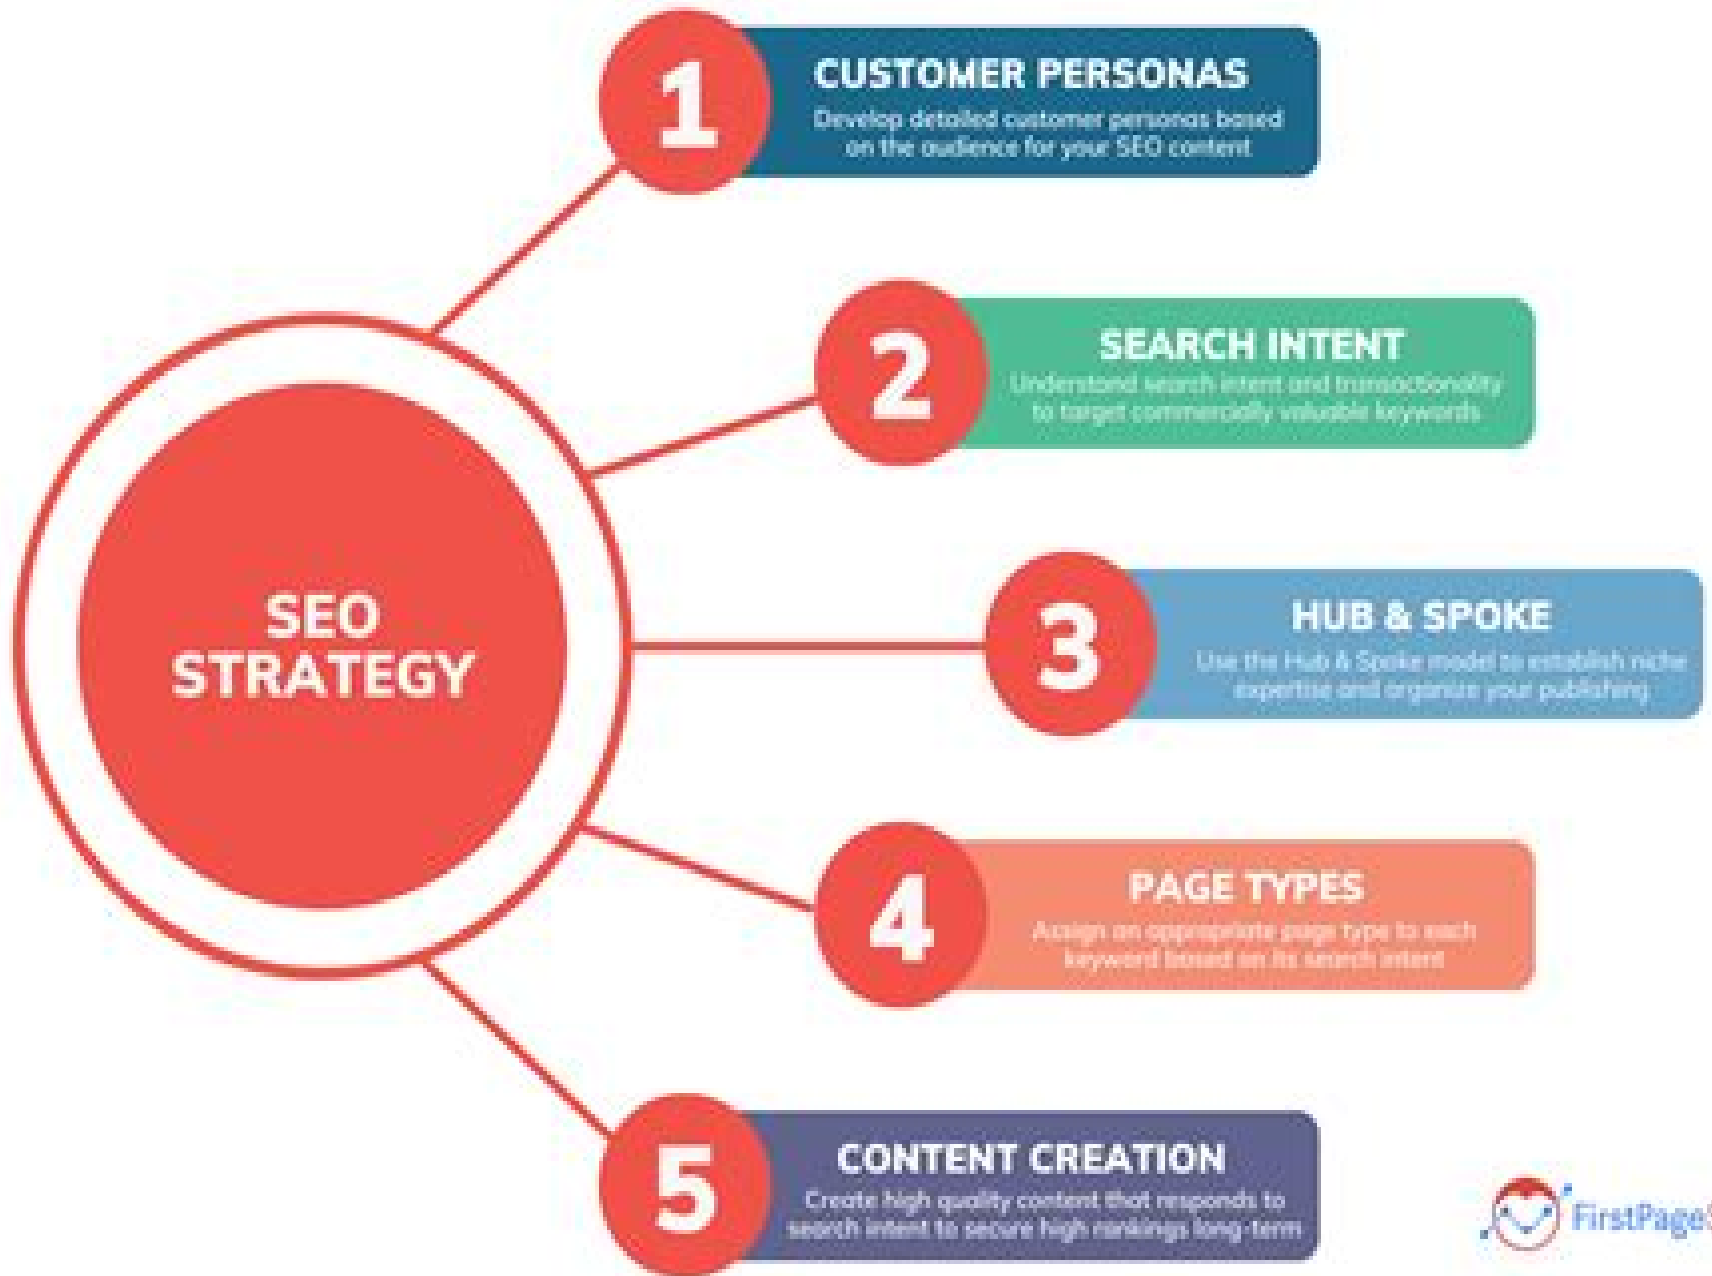 1
CUSTOMER PERSONAS
Develop detailed customer personas based
on the audience for your SEO content
2
SEARCH INTENT
Understand search intent and transactionality
to target commercially valuable keywords
SEO
STRATEGY
3
HUB & SPOKE
Use the Hub & Spoke model to establish niche
expertise and organize your publishing
4
PAGE TYPES
Assign an appropriate page type to each
keyword based on its search intent
5
CONTENT CREATION
Create high quality content that responds to
search intent to secure high rankings long-term
FirstPage